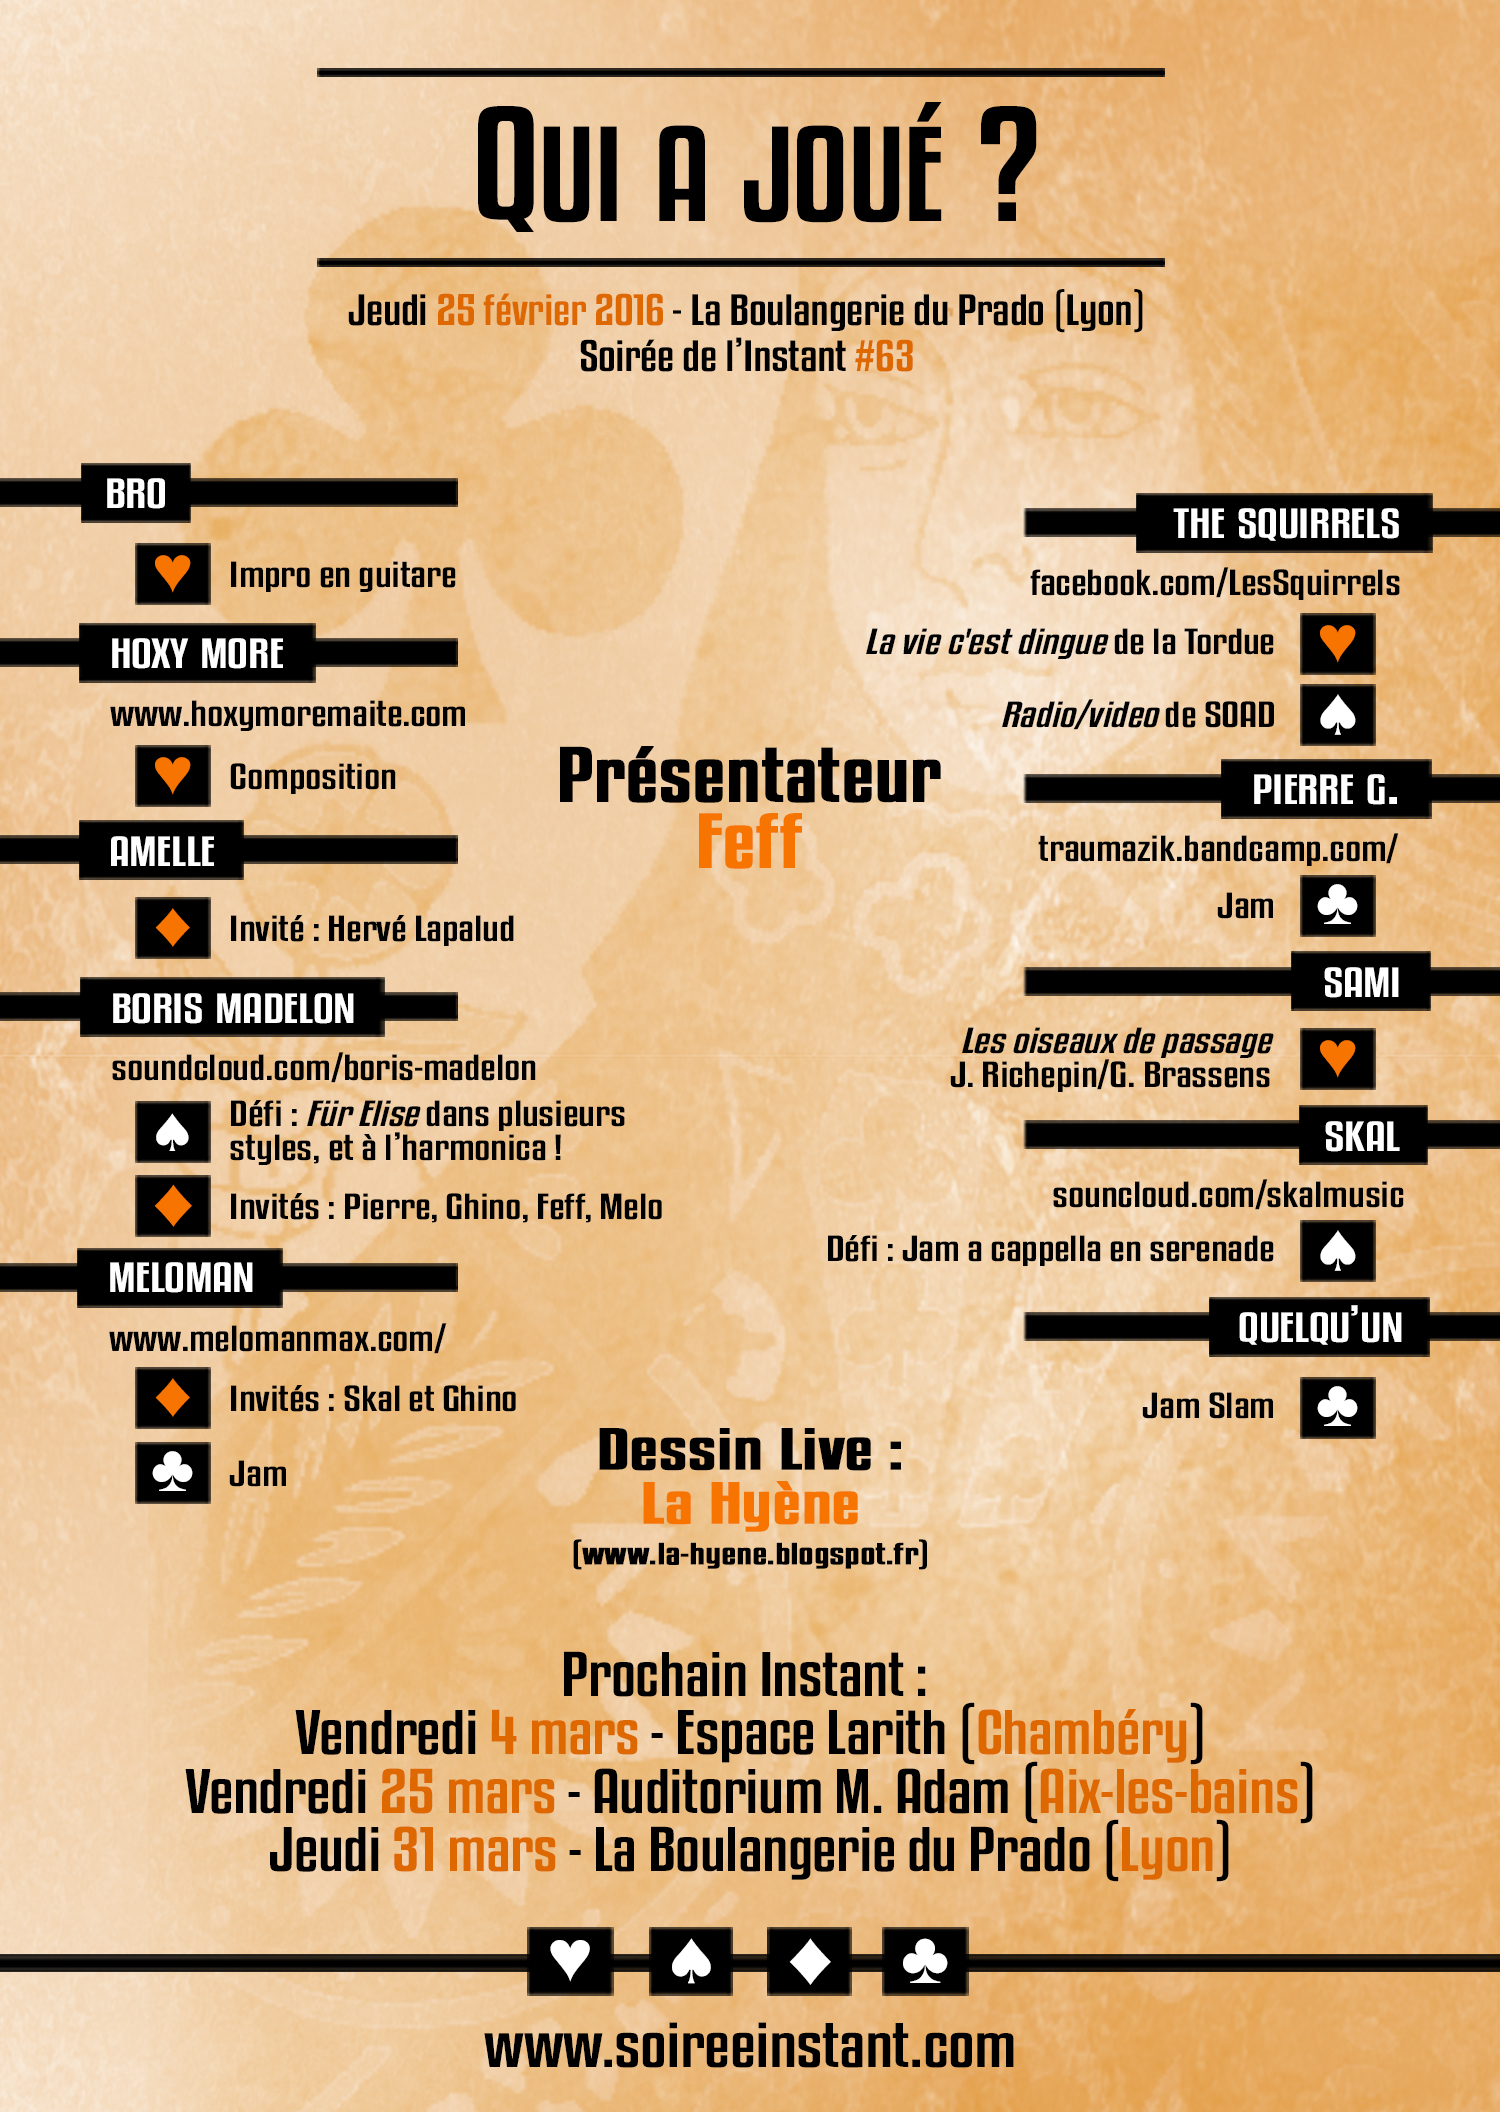 Qui a joué ?
Jeudi 25 février 2016 - La Boulangerie du Prado (Lyon)
Soirée de l’Instant #63
BRO
Impro en guitare
HOXY MORE
www.hoxymoremaite.com
Composition
AMELLE
Invité : Hervé Lapalud
BORIS MADELON
soundcloud.com/boris-madelon
Défi : Für Elise dans plusieurs
styles, et à l’harmonica !
Invités : Pierre, Ghino, Feff, Melo
MELOMAN
www.melomanmax.com/
Invités : Skal et Ghino
Jam
Présentateur
Feff
THE SQUIRRELS
facebook.com/LesSquirrels
La vie c'est dingue de la Tordue
Radio/video de SOAD
PIERRE G.
traumazik.bandcamp.com/
Jam
SAMI
Les oiseaux de passage
J. Richepin/G. Brassens
SKAL
souncloud.com/skalmusic
Défi : Jam a cappella en serenade
QUELQU’UN
Jam Slam
Dessin Live :
La Hyène
(www.la-hyene.blogspot.fr)
Prochain Instant :
Vendredi 4 mars - Espace Larith (Chambéry)
Vendredi 25 mars - Auditorium M. Adam (Aix-les-bains)
Jeudi 31 mars - La Boulangerie du Prado (Lyon)
www.soireeinstant.com